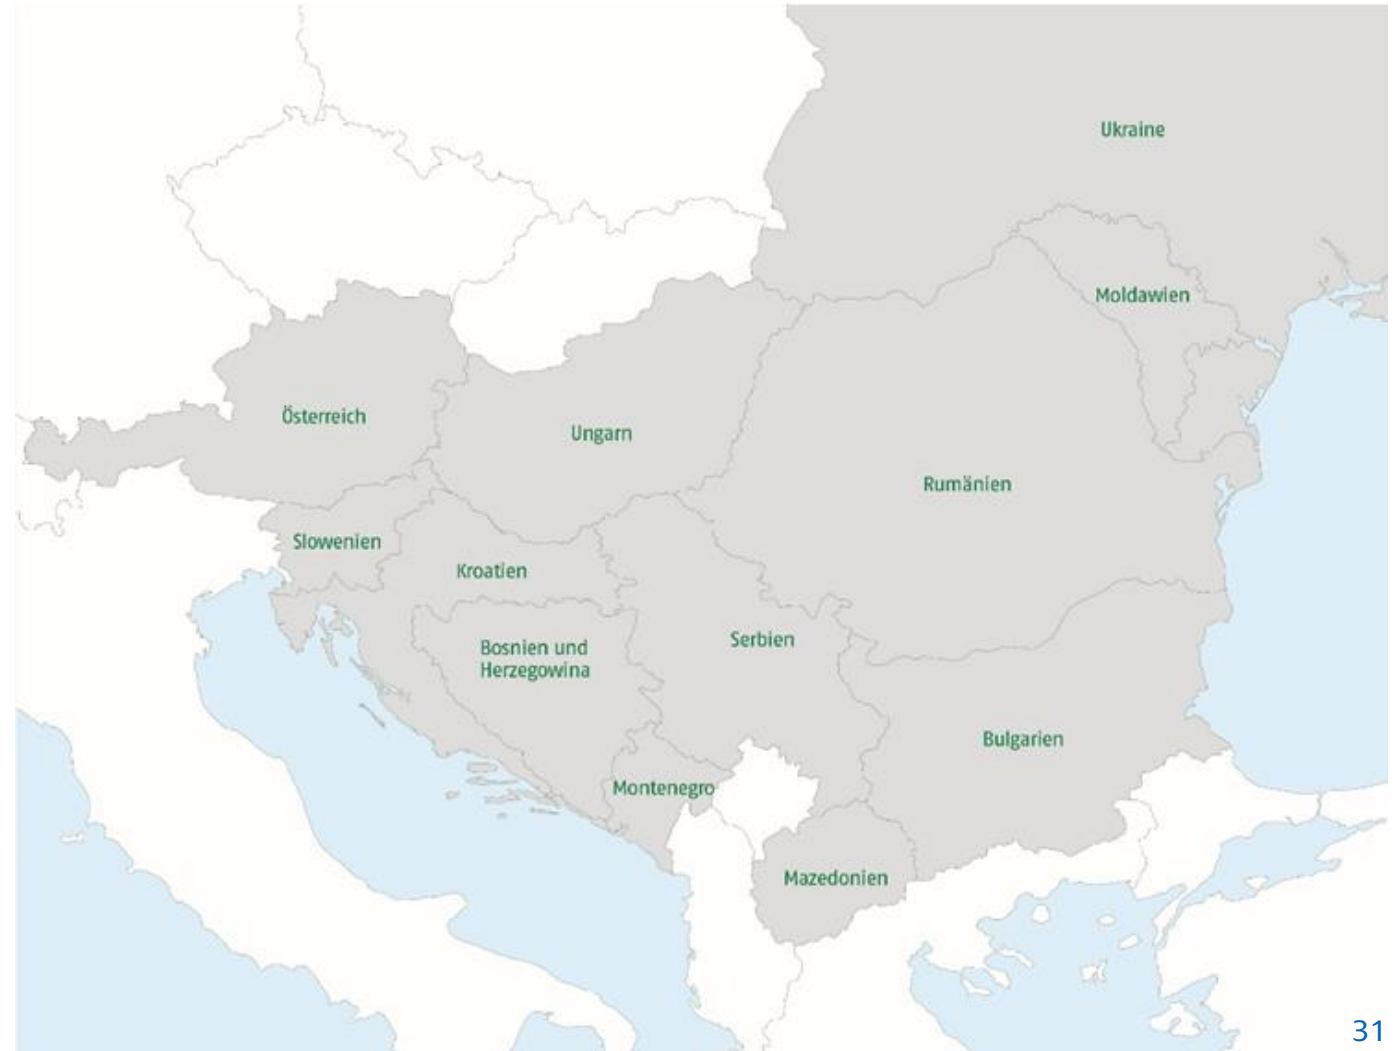 Ukraine
Moldawien
Österreich
Ungarn
Rumänien
Slowenien
Kroatien
Serbien
Bosnien und
Herzegowina
Bulgarien
Montenegro
Mazedonien
31